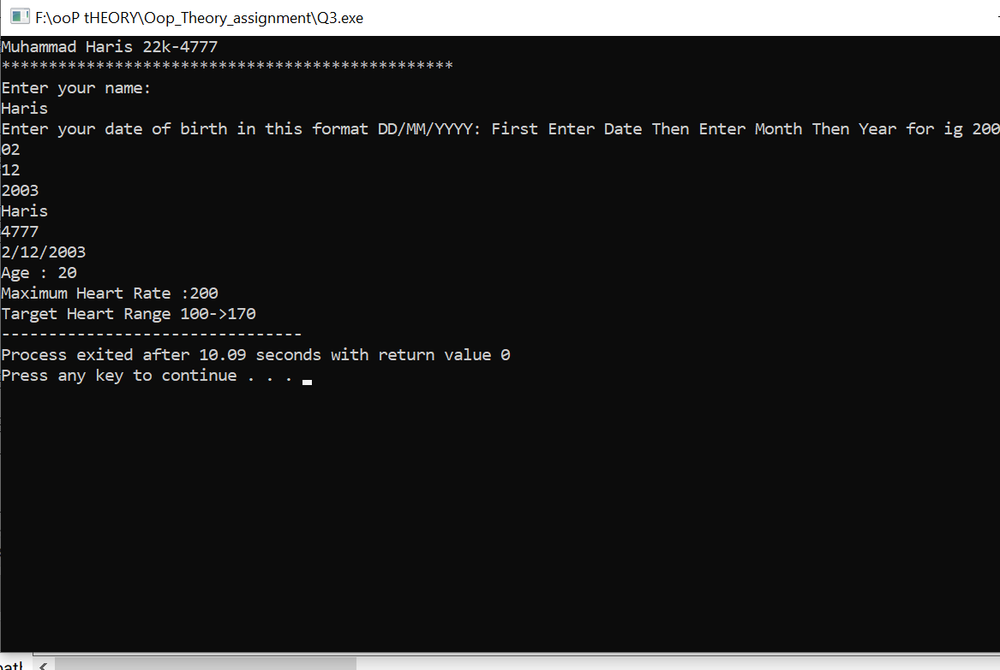 F:\ooP tHEORY\Oop_Theory_assignment\Q3.exe
Muhammad Haris 22k-4777
************************************************
Enter your name:
Haris
Enter your date of birth in this format DD/MM/YYYY: First Enter Date Then Enter Month Then Year for ig 200
02
12
2003
Haris
4777
2/12/2003
Age : 20
Maximum Heart Rate :200
Target Heart Range 100->170
--------------------------------
Process exited after 10.09 seconds with return value 0
Press any key to continue . . .